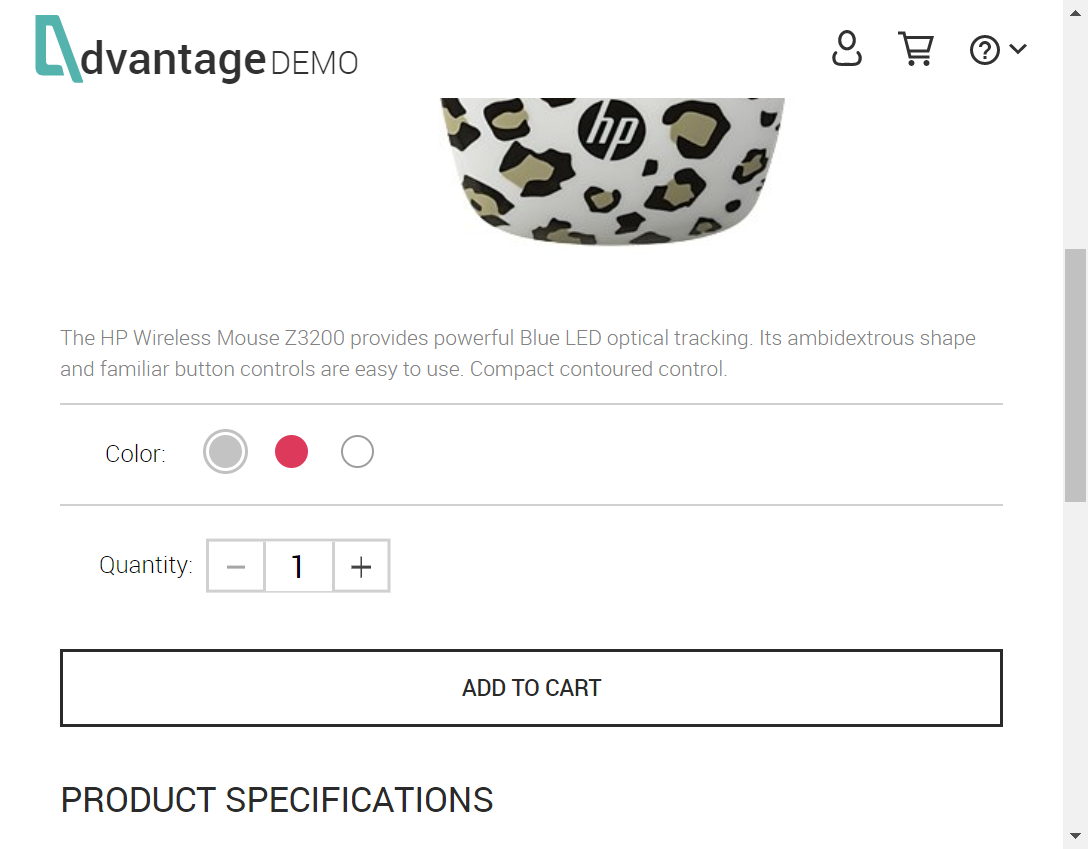 dvantage DEMO
hp
The HP Wireless Mouse Z3200 provides powerful Blue LED optical tracking. Its ambidextrous shape
and familiar button controls are easy to use. Compact contoured control.
Color:
Quantity: − 1 +
ADD TO CART
PRODUCT SPECIFICATIONS